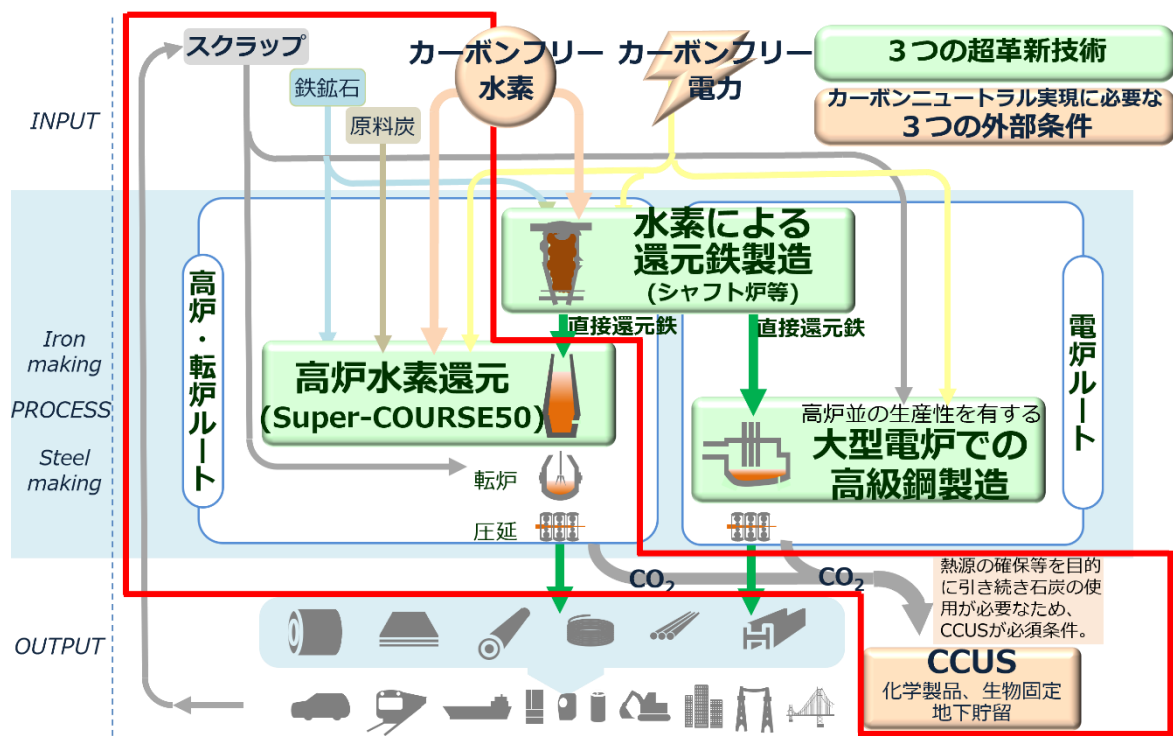 スクラップ
カーボンフリー
水素
カーボンフリー
電力
３つの超革新技術
カーボンニュートラル実現に必要な
３つの外部条件
鉄鉱石
原料炭
INPUT
水素による
還元鉄製造
(シャフト炉等)
高炉・転炉ルート
電炉ルート
直接還元鉄
直接還元鉄
Iron
making
PROCESS
Steel
making
高炉水素還元
(Super-COURSE50)
高炉並の生産性を有する
大型電炉での
高級鋼製造
転炉
圧延
CO2
CO2
熱源の確保等を目的
に引き続き石炭の使
用が必要なため、
CCUSが必須条件。
OUTPUT
CCUS
化学製品、生物固定
地下貯留